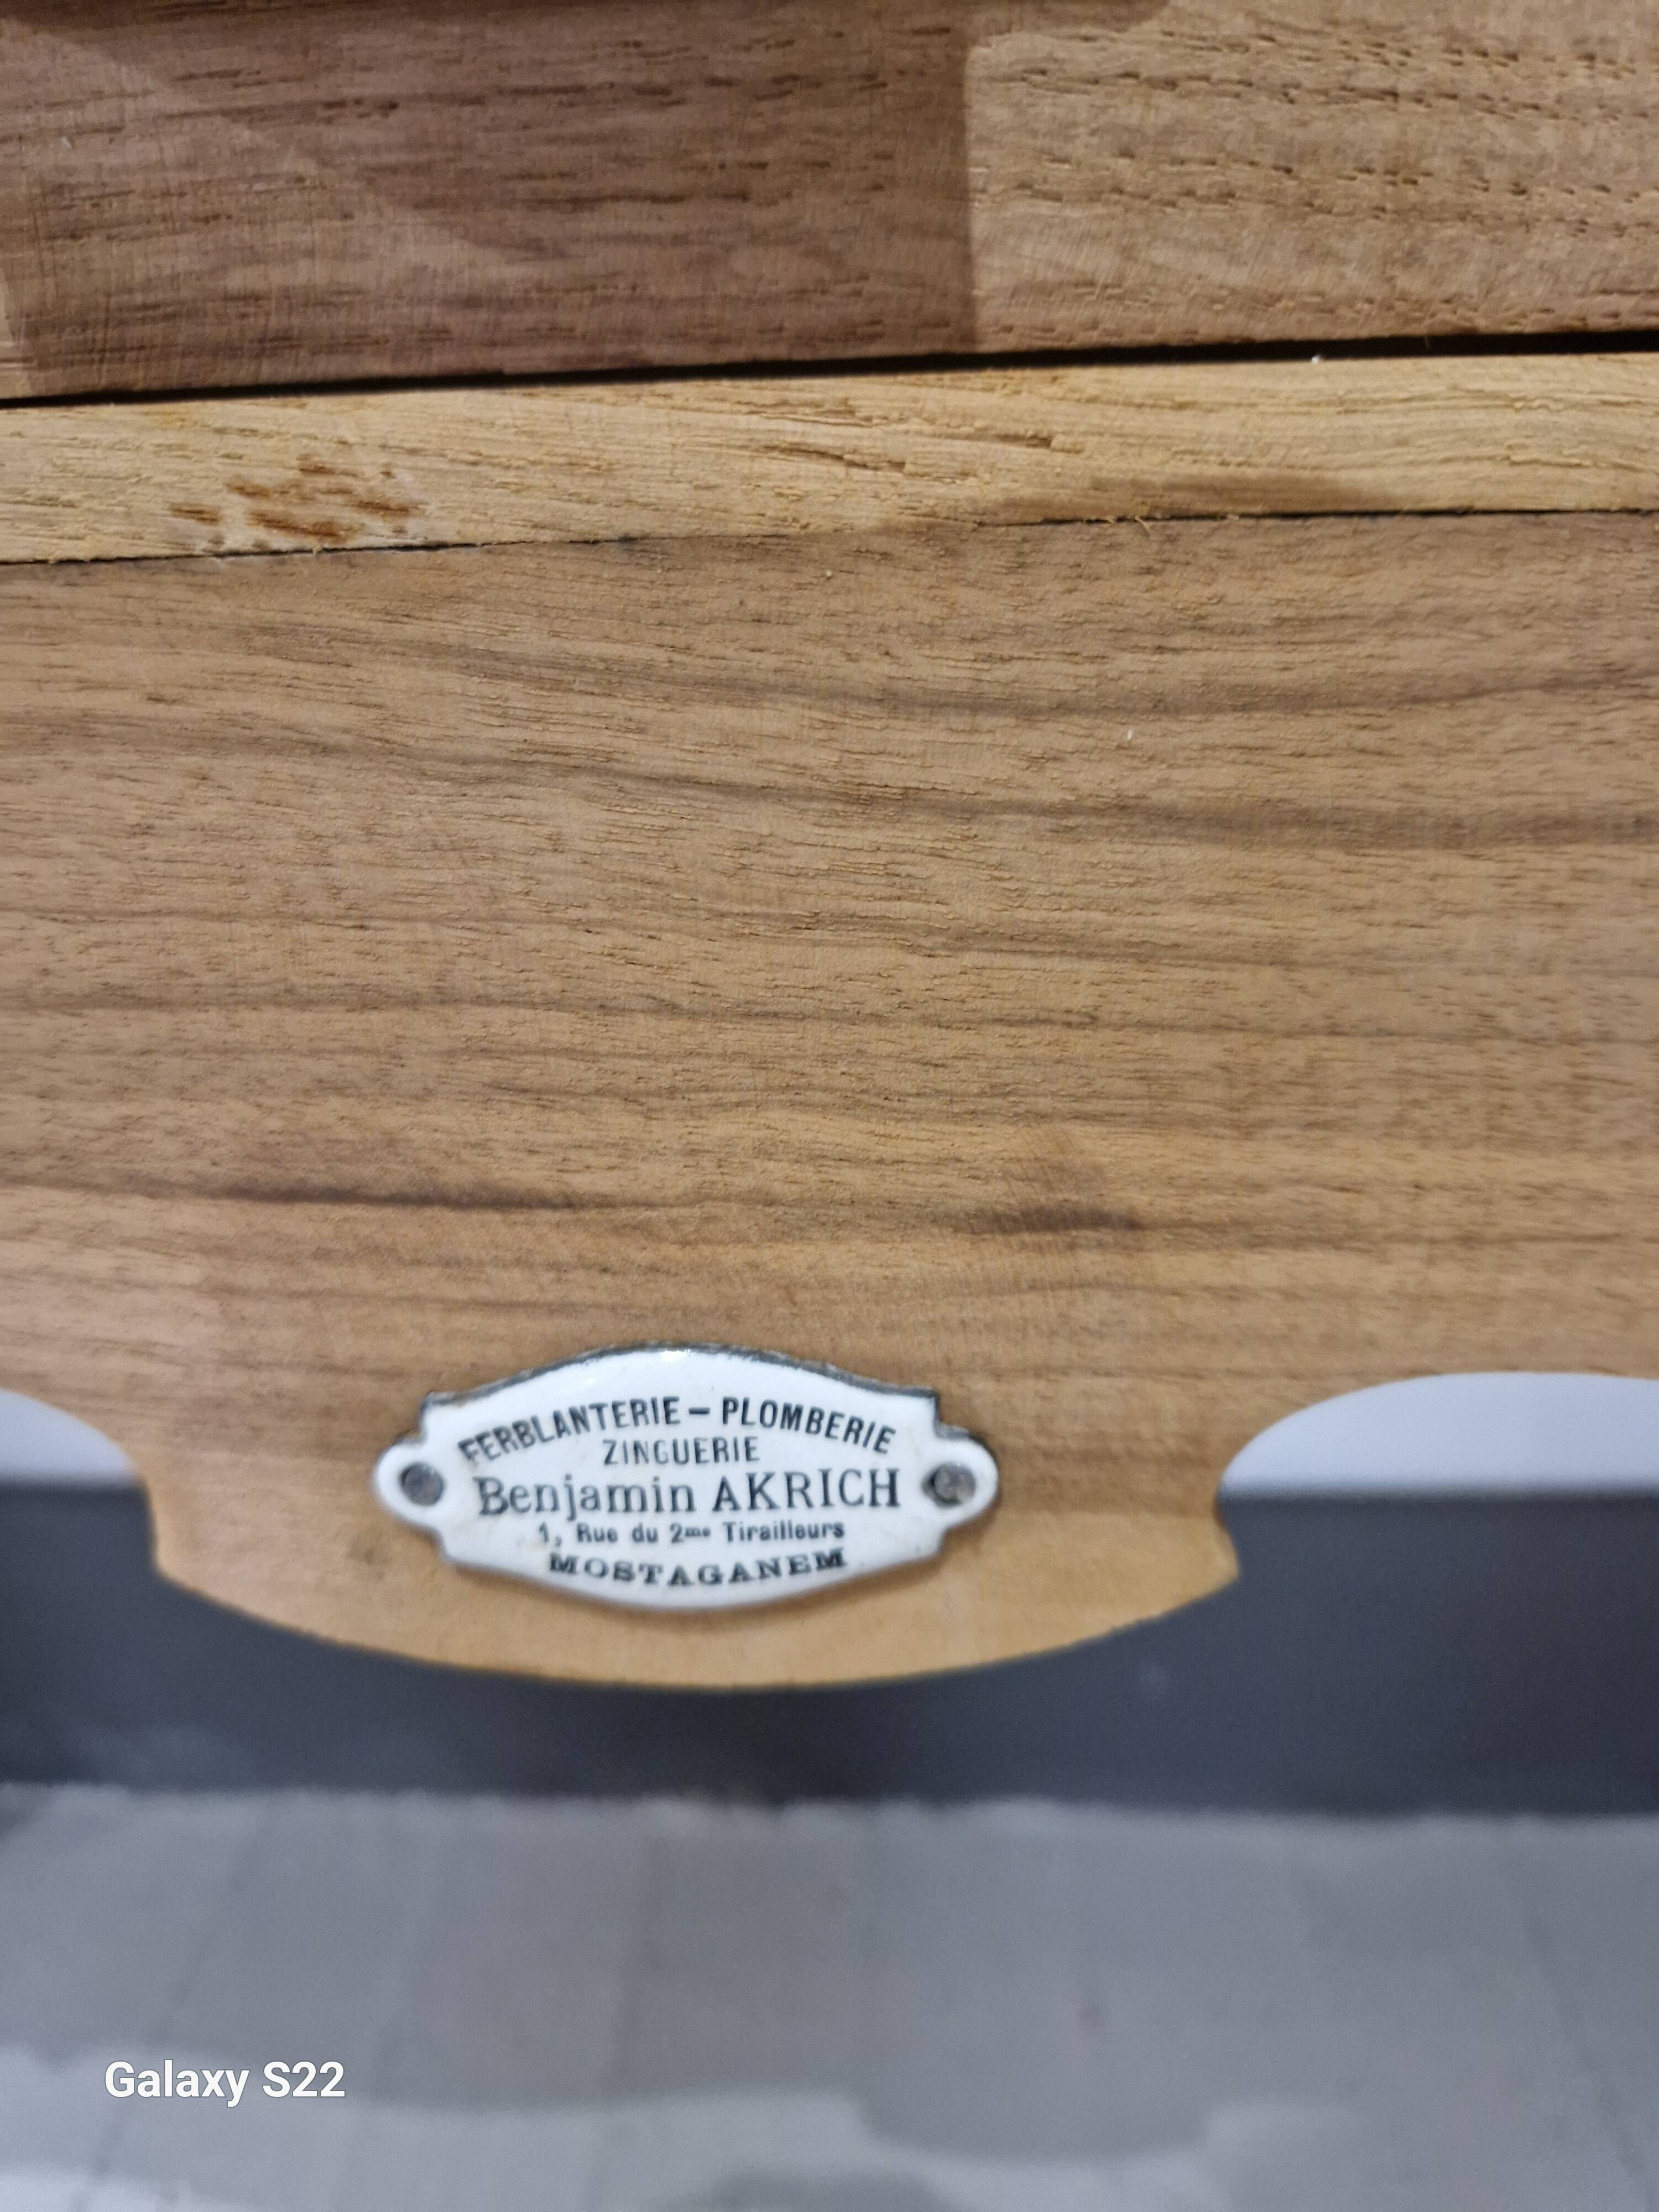 FERBLANTERIE – PLOMBERIE
ZINGUERIE
Benjamin AKRICH
1, Rue du 2me Tirailleurs
MOSTAGANEM
Galaxy S22